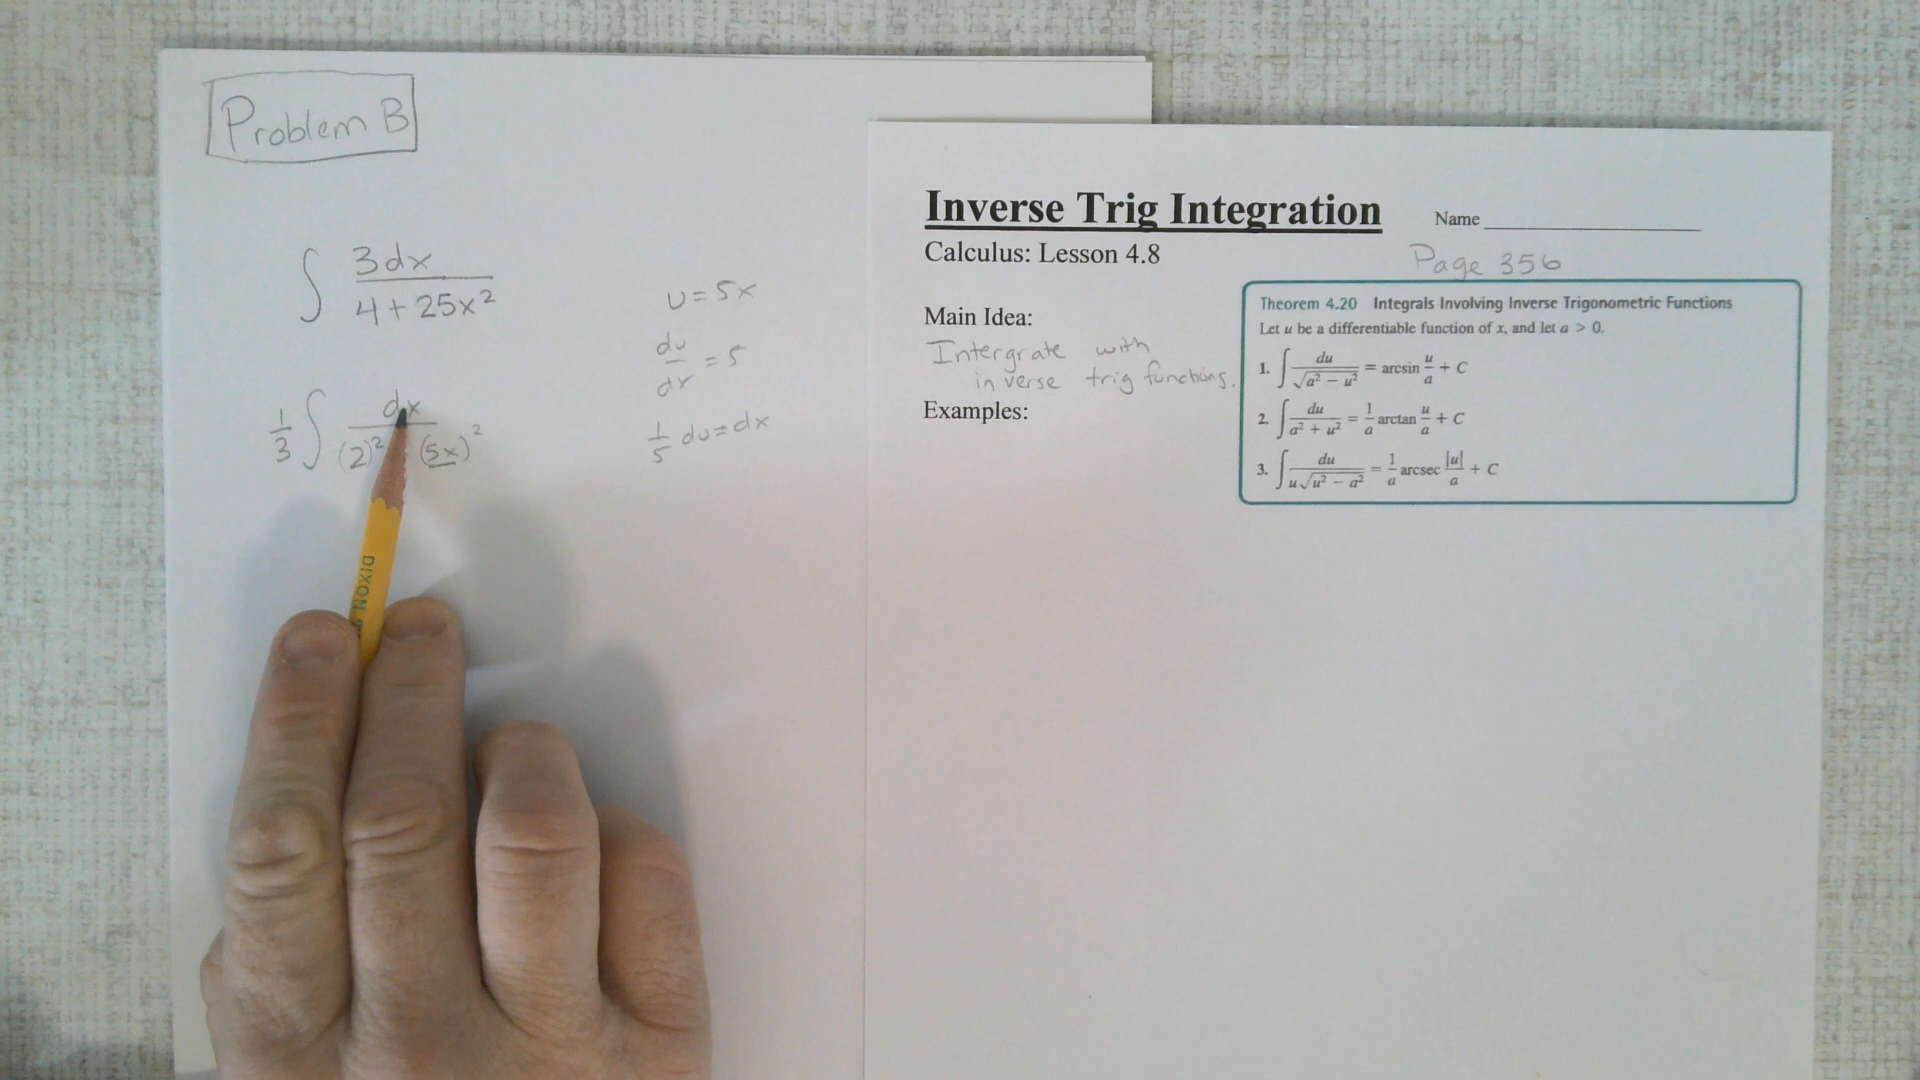 Problem B
∫ 3dx / 4 + 25x²
u = 5x
du/dx = 5
1/3 ∫ dx / (2)² (5x)²
1/5 du = dx
DIXON
Inverse Trig Integration
Name ____________________
Calculus: Lesson 4.8
Page 356
Main Idea:
Intergrate with
inverse trig functions.
Examples:
Theorem 4.20 Integrals Involving Inverse Trigonometric Functions
Let u be a differentiable function of x, and let a > 0.
1. ∫ du / √(a² − u²) = arcsin u/a + C
2. ∫ du / a² + u² = 1/a arctan u/a + C
3. ∫ du / u√(u² − a²) = 1/a arcsec |u|/a + C